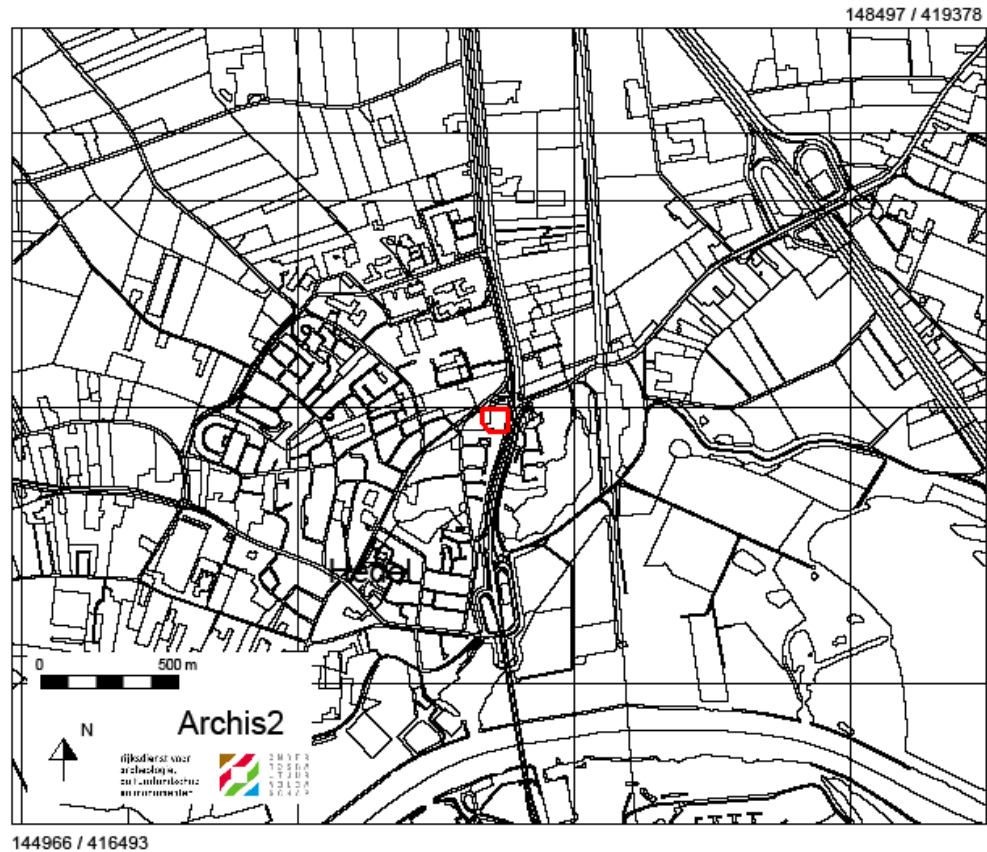 148497 / 419378
Hedel
0 500 m
N
Archis2
rijksdienst voor
archeologie,
cultuurlandschap
en monumenten
144966 / 416493